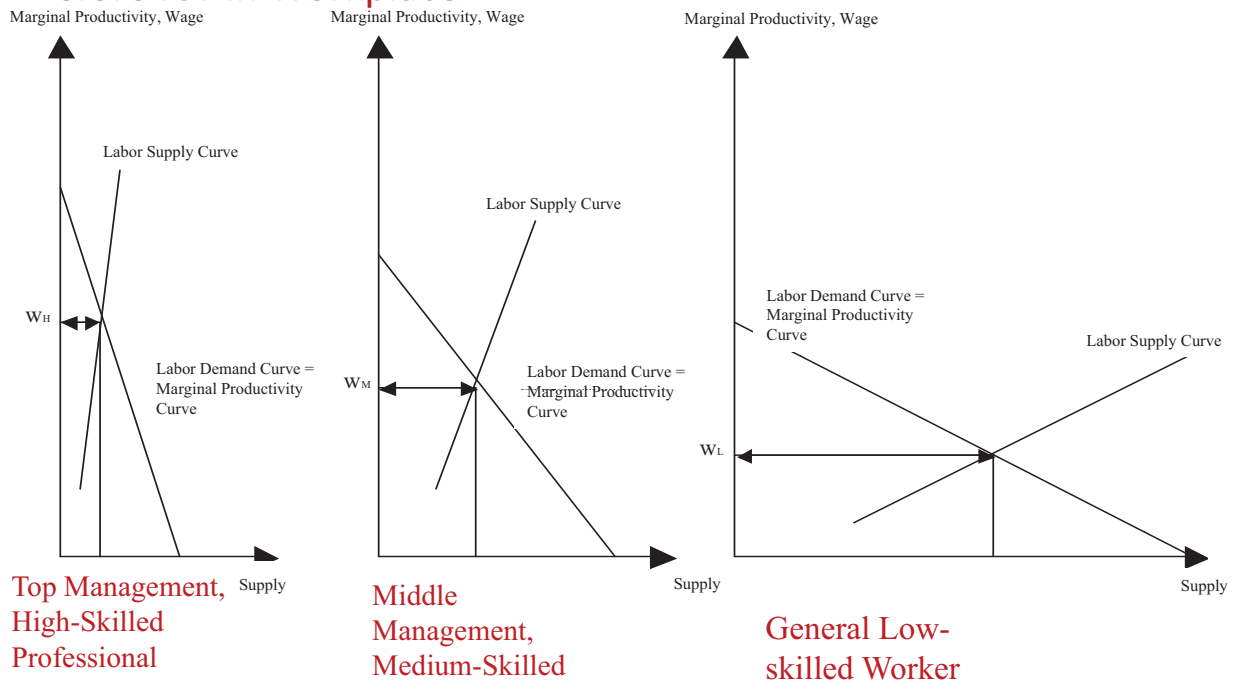 Marginal Productivity, Wage
Labor Supply Curve
WH
Labor Demand Curve =
Marginal Productivity
Curve
Supply
Top Management,
High-Skilled
Professional
Marginal Productivity, Wage
Labor Supply Curve
WM
Labor Demand Curve =
Marginal Productivity
Curve
Supply
Middle
Management,
Medium-Skilled
Marginal Productivity, Wage
Labor Demand Curve =
Marginal Productivity
Curve
Labor Supply Curve
WL
Supply
General Low-
skilled Worker